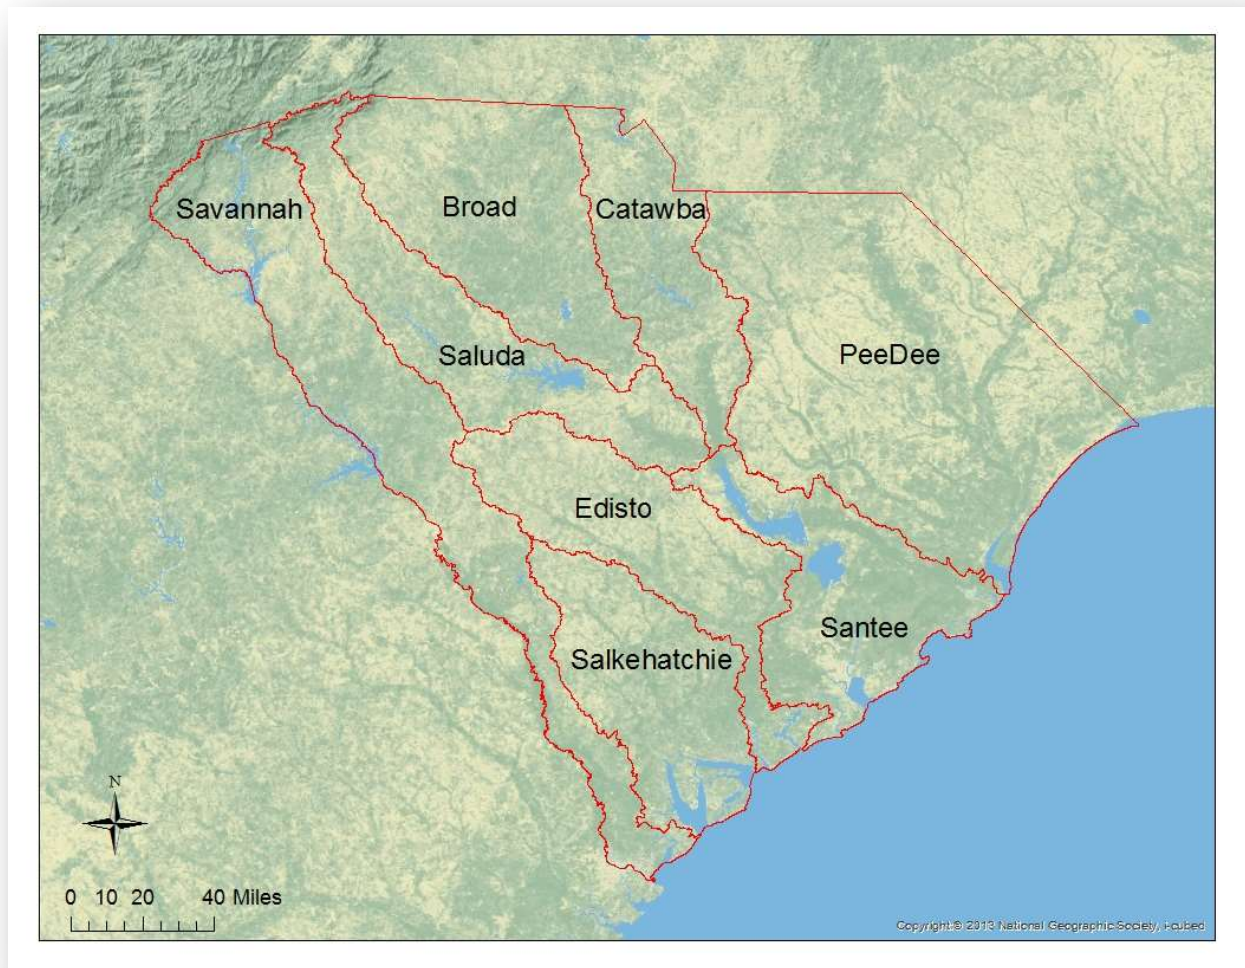 Savannah
Broad
Catawba
Saluda
PeeDee
Edisto
Santee
Salkehatchie
N
0 10 20 40 Miles
Copyright:© 2013 National Geographic Society, i-cubed